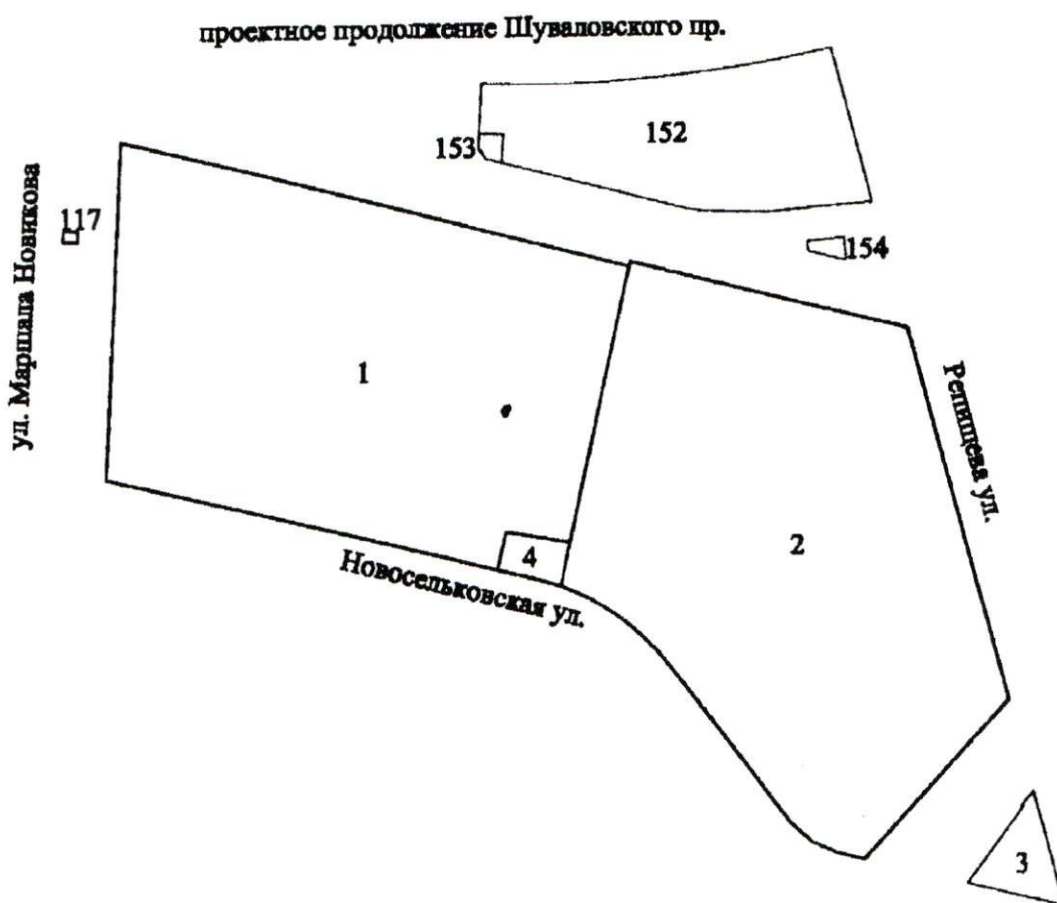 проектное продолжение Шуваловского пр.
152
153
ул. Маршала Новикова
117
154
1
Репищева ул.
2
4
Новосельковская ул.
3